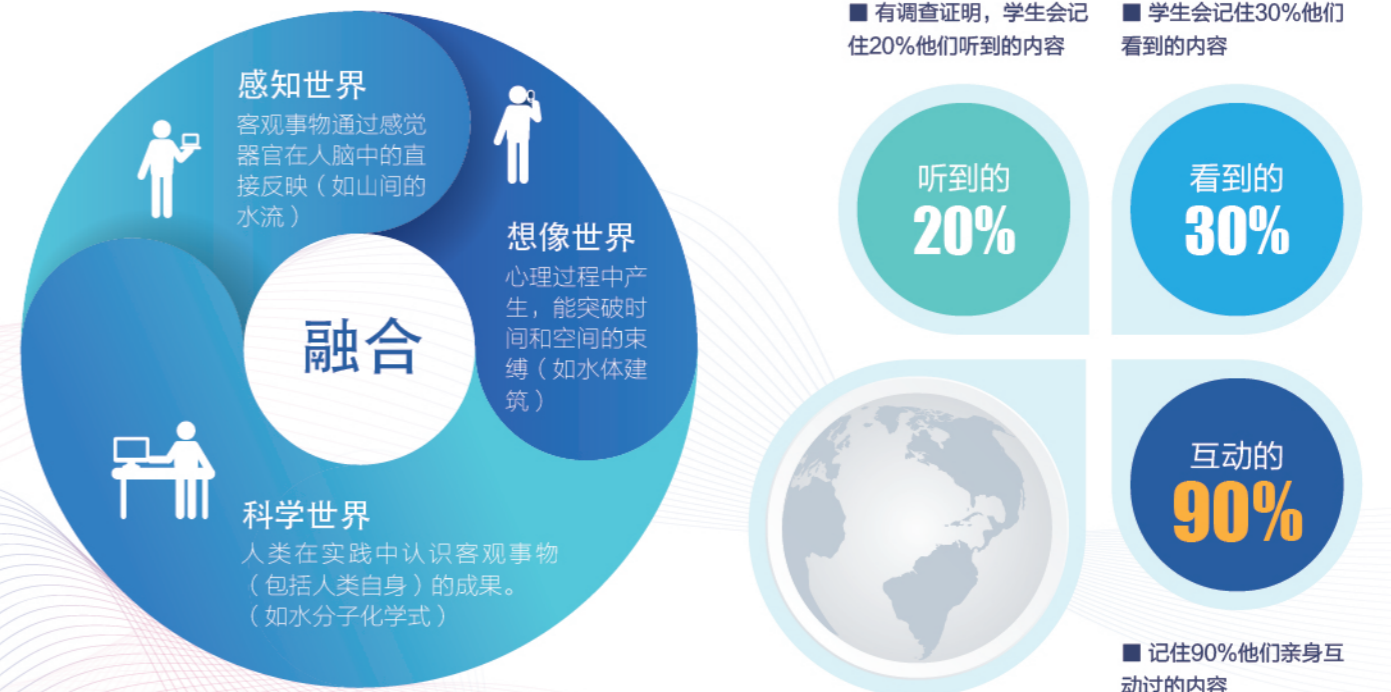 感知世界
客观事物通过感觉
器官在人脑中的直
接反映（如山间的
水流）
想像世界
心理过程中产
生，能突破时
间和空间的束
缚（如水体建
筑）
融合
科学世界
人类在实践中认识客观事物
（包括人类自身）的成果。
（如水分子化学式）
■ 有调查证明，学生会记
住20%他们听到的内容
■ 学生会记住30%他们
看到的内容
听到的
20%
看到的
30%
互动的
90%
■ 记住90%他们亲身互
动过的内容